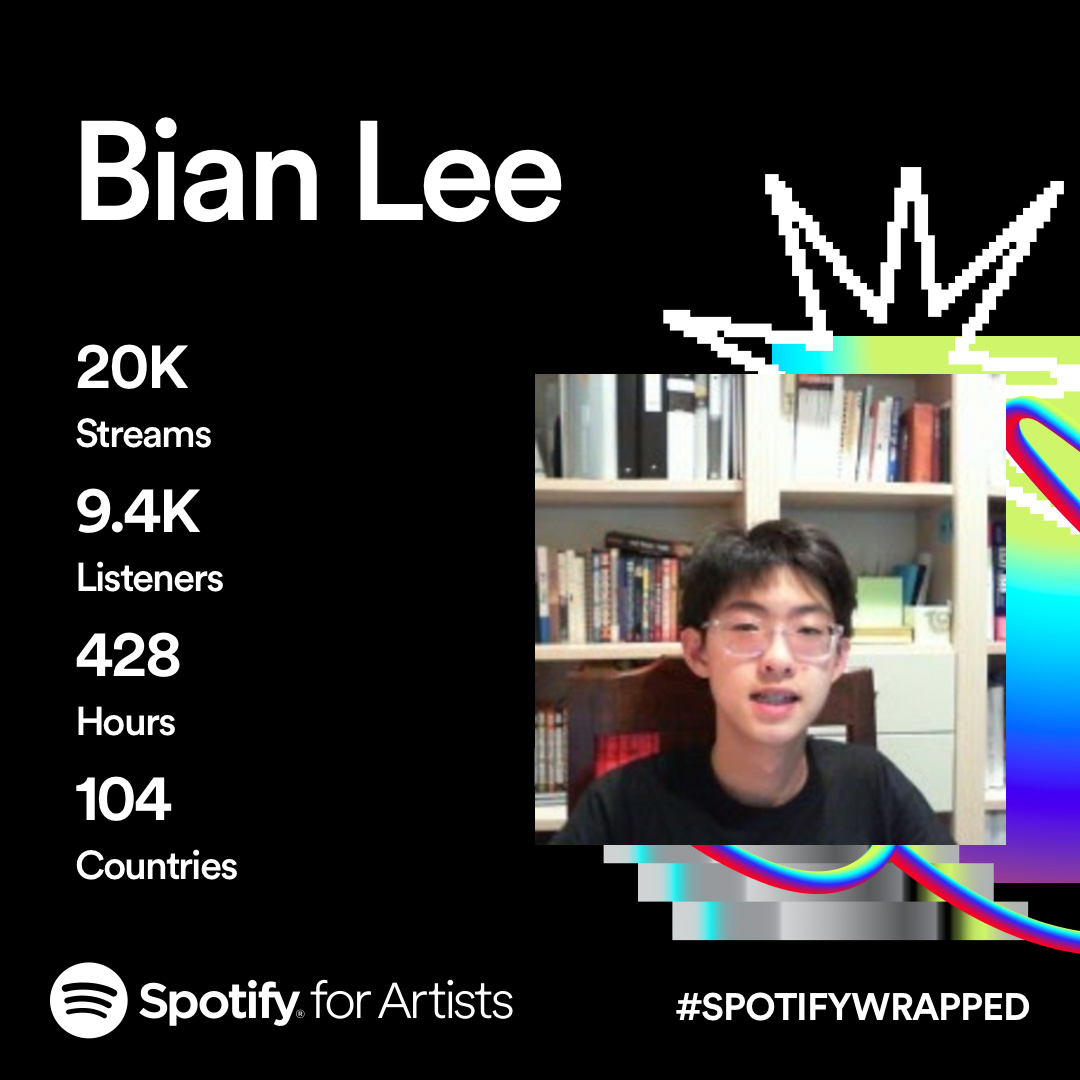 Bian Lee
20K
Streams
9.4K
Listeners
428
Hours
104
Countries
Spotify® for Artists
#SPOTIFYWRAPPED